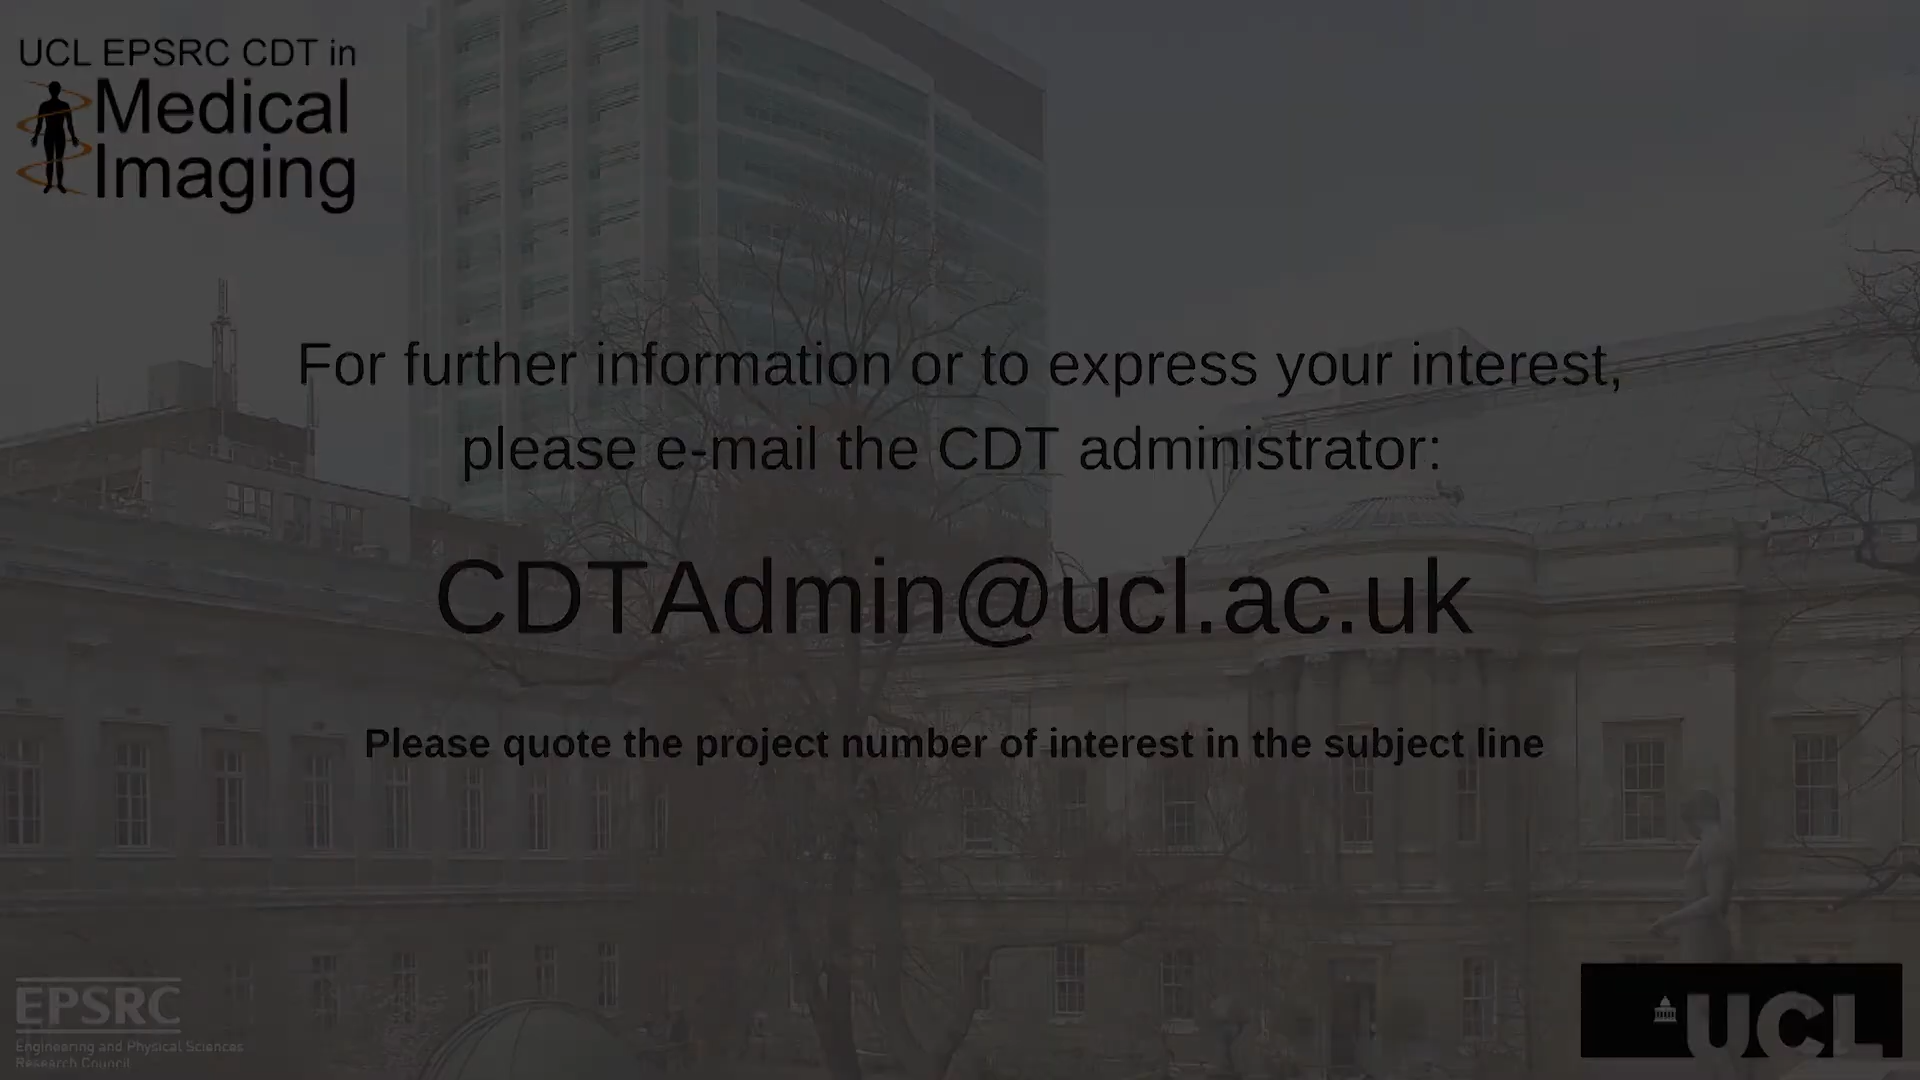 UCL EPSRC CDT in
Medical
Imaging
For further information or to express your interest,
please e-mail the CDT administrator:
CDTAdmin@ucl.ac.uk
Please quote the project number of interest in the subject line
EPSRC
Engineering and Physical Sciences
Research Council
UCL